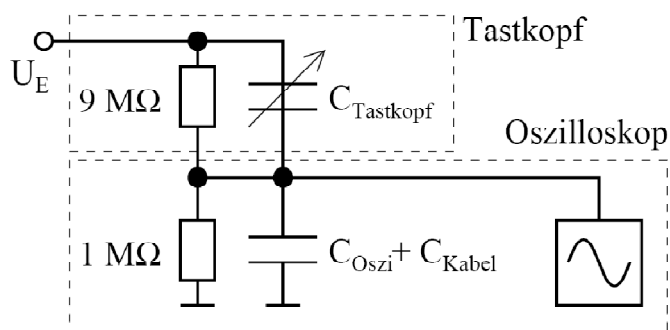 Tastkopf
U_E
9 MΩ
C_Tastkopf
Oszilloskop
1 MΩ
C_Oszi + C_Kabel